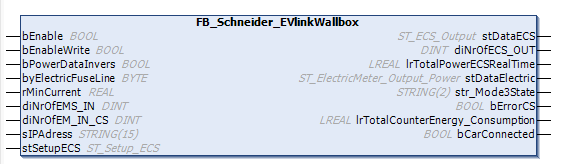 FB_Schneider_EVlinkWallbox
bEnable BOOL ST_ECS_Output stDataECS
bEnableWrite BOOL DINT diNrOfECS_OUT
bPowerDataInvers BOOL LREAL lrTotalPowerECSRealTime
byElectricFuseLine BYTE ST_ElectricMeter_Output_Power stDataElectric
rMinCurrent REAL STRING(2) str_Mode3State
diNrOfEMS_IN DINT BOOL bErrorCS
diNrOfEM_IN_CS DINT LREAL lrTotalCounterEnergy_Consumption
sIPAdress STRING(15) BOOL bCarConnected
stSetupECS ST_Setup_ECS